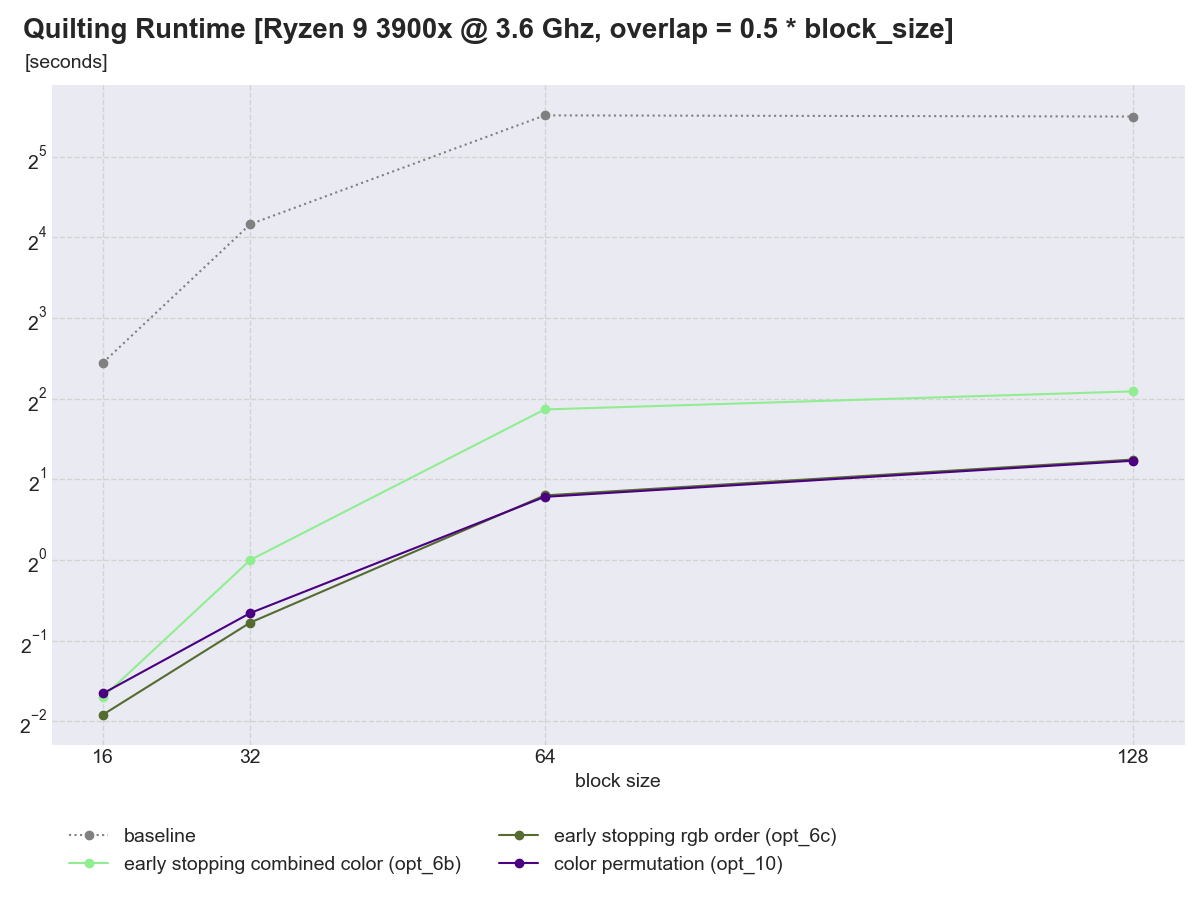 Quilting Runtime [Ryzen 9 3900x @ 3.6 Ghz, overlap = 0.5 * block_size]
[seconds]
2^5
2^4
2^3
2^2
2^1
2^0
2^−1
2^−2
16 32 64 128
block size
baseline
early stopping combined color (opt_6b)
early stopping rgb order (opt_6c)
color permutation (opt_10)